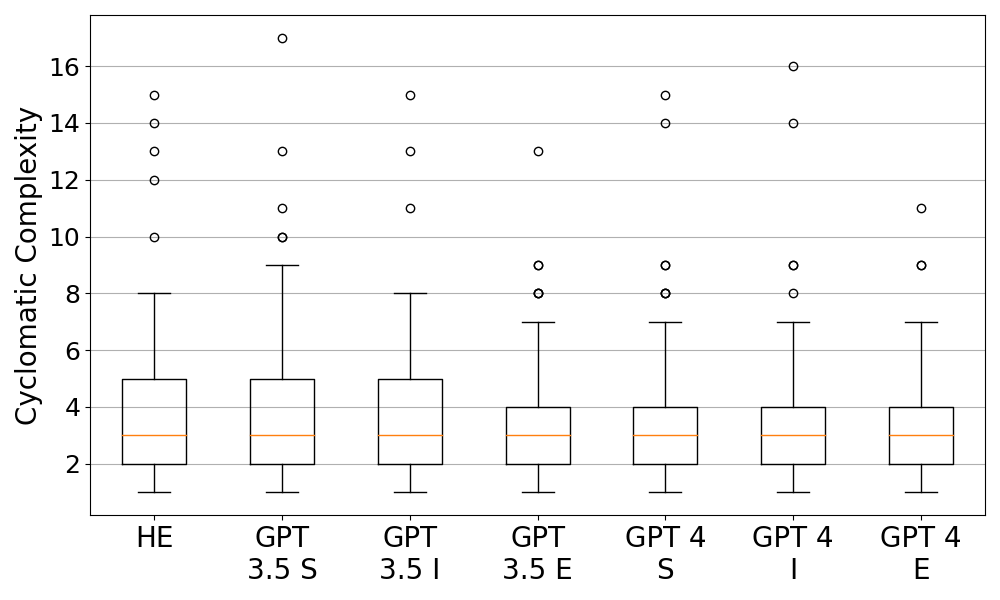 Cyclomatic Complexity
16
14
12
10
8
6
4
2
HE
GPT
3.5 S
GPT
3.5 I
GPT
3.5 E
GPT 4
S
GPT 4
I
GPT 4
E